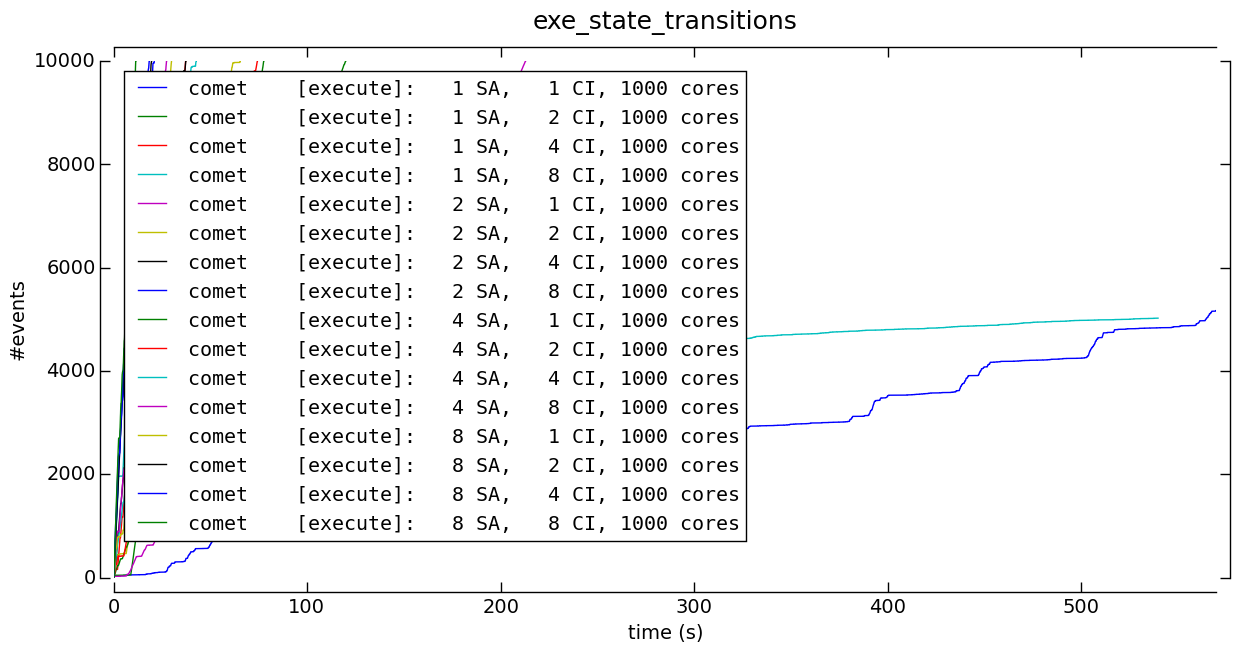 exe_state_transitions
10000
8000
6000
4000
2000
0
#events
comet    [execute]:   1 SA,   1 CI, 1000 cores
comet    [execute]:   1 SA,   2 CI, 1000 cores
comet    [execute]:   1 SA,   4 CI, 1000 cores
comet    [execute]:   1 SA,   8 CI, 1000 cores
comet    [execute]:   2 SA,   1 CI, 1000 cores
comet    [execute]:   2 SA,   2 CI, 1000 cores
comet    [execute]:   2 SA,   4 CI, 1000 cores
comet    [execute]:   2 SA,   8 CI, 1000 cores
comet    [execute]:   4 SA,   1 CI, 1000 cores
comet    [execute]:   4 SA,   2 CI, 1000 cores
comet    [execute]:   4 SA,   4 CI, 1000 cores
comet    [execute]:   4 SA,   8 CI, 1000 cores
comet    [execute]:   8 SA,   1 CI, 1000 cores
comet    [execute]:   8 SA,   2 CI, 1000 cores
comet    [execute]:   8 SA,   4 CI, 1000 cores
comet    [execute]:   8 SA,   8 CI, 1000 cores
0 100 200 300 400 500
time (s)